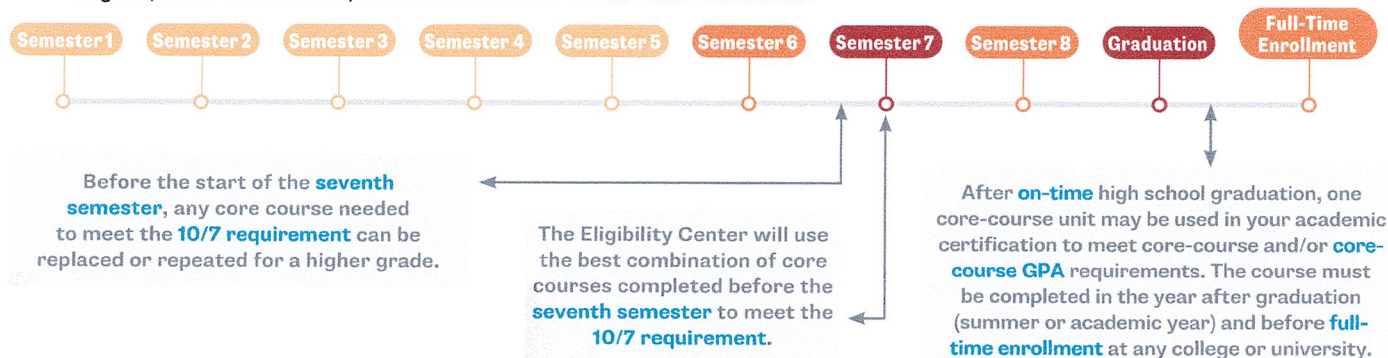 Semester 1
Semester 2
Semester 3
Semester 4
Semester 5
Semester 6
Semester 7
Semester 8
Graduation
Full-Time
Enrollment
Before the start of the seventh
semester, any core course needed
to meet the 10/7 requirement can be
replaced or repeated for a higher grade.
The Eligibility Center will use
the best combination of core
courses completed before the
seventh semester to meet the
10/7 requirement.
After on-time high school graduation, one
core-course unit may be used in your academic
certification to meet core-course and/or core-
course GPA requirements. The course must
be completed in the year after graduation
(summer or academic year) and before full-
time enrollment at any college or university.